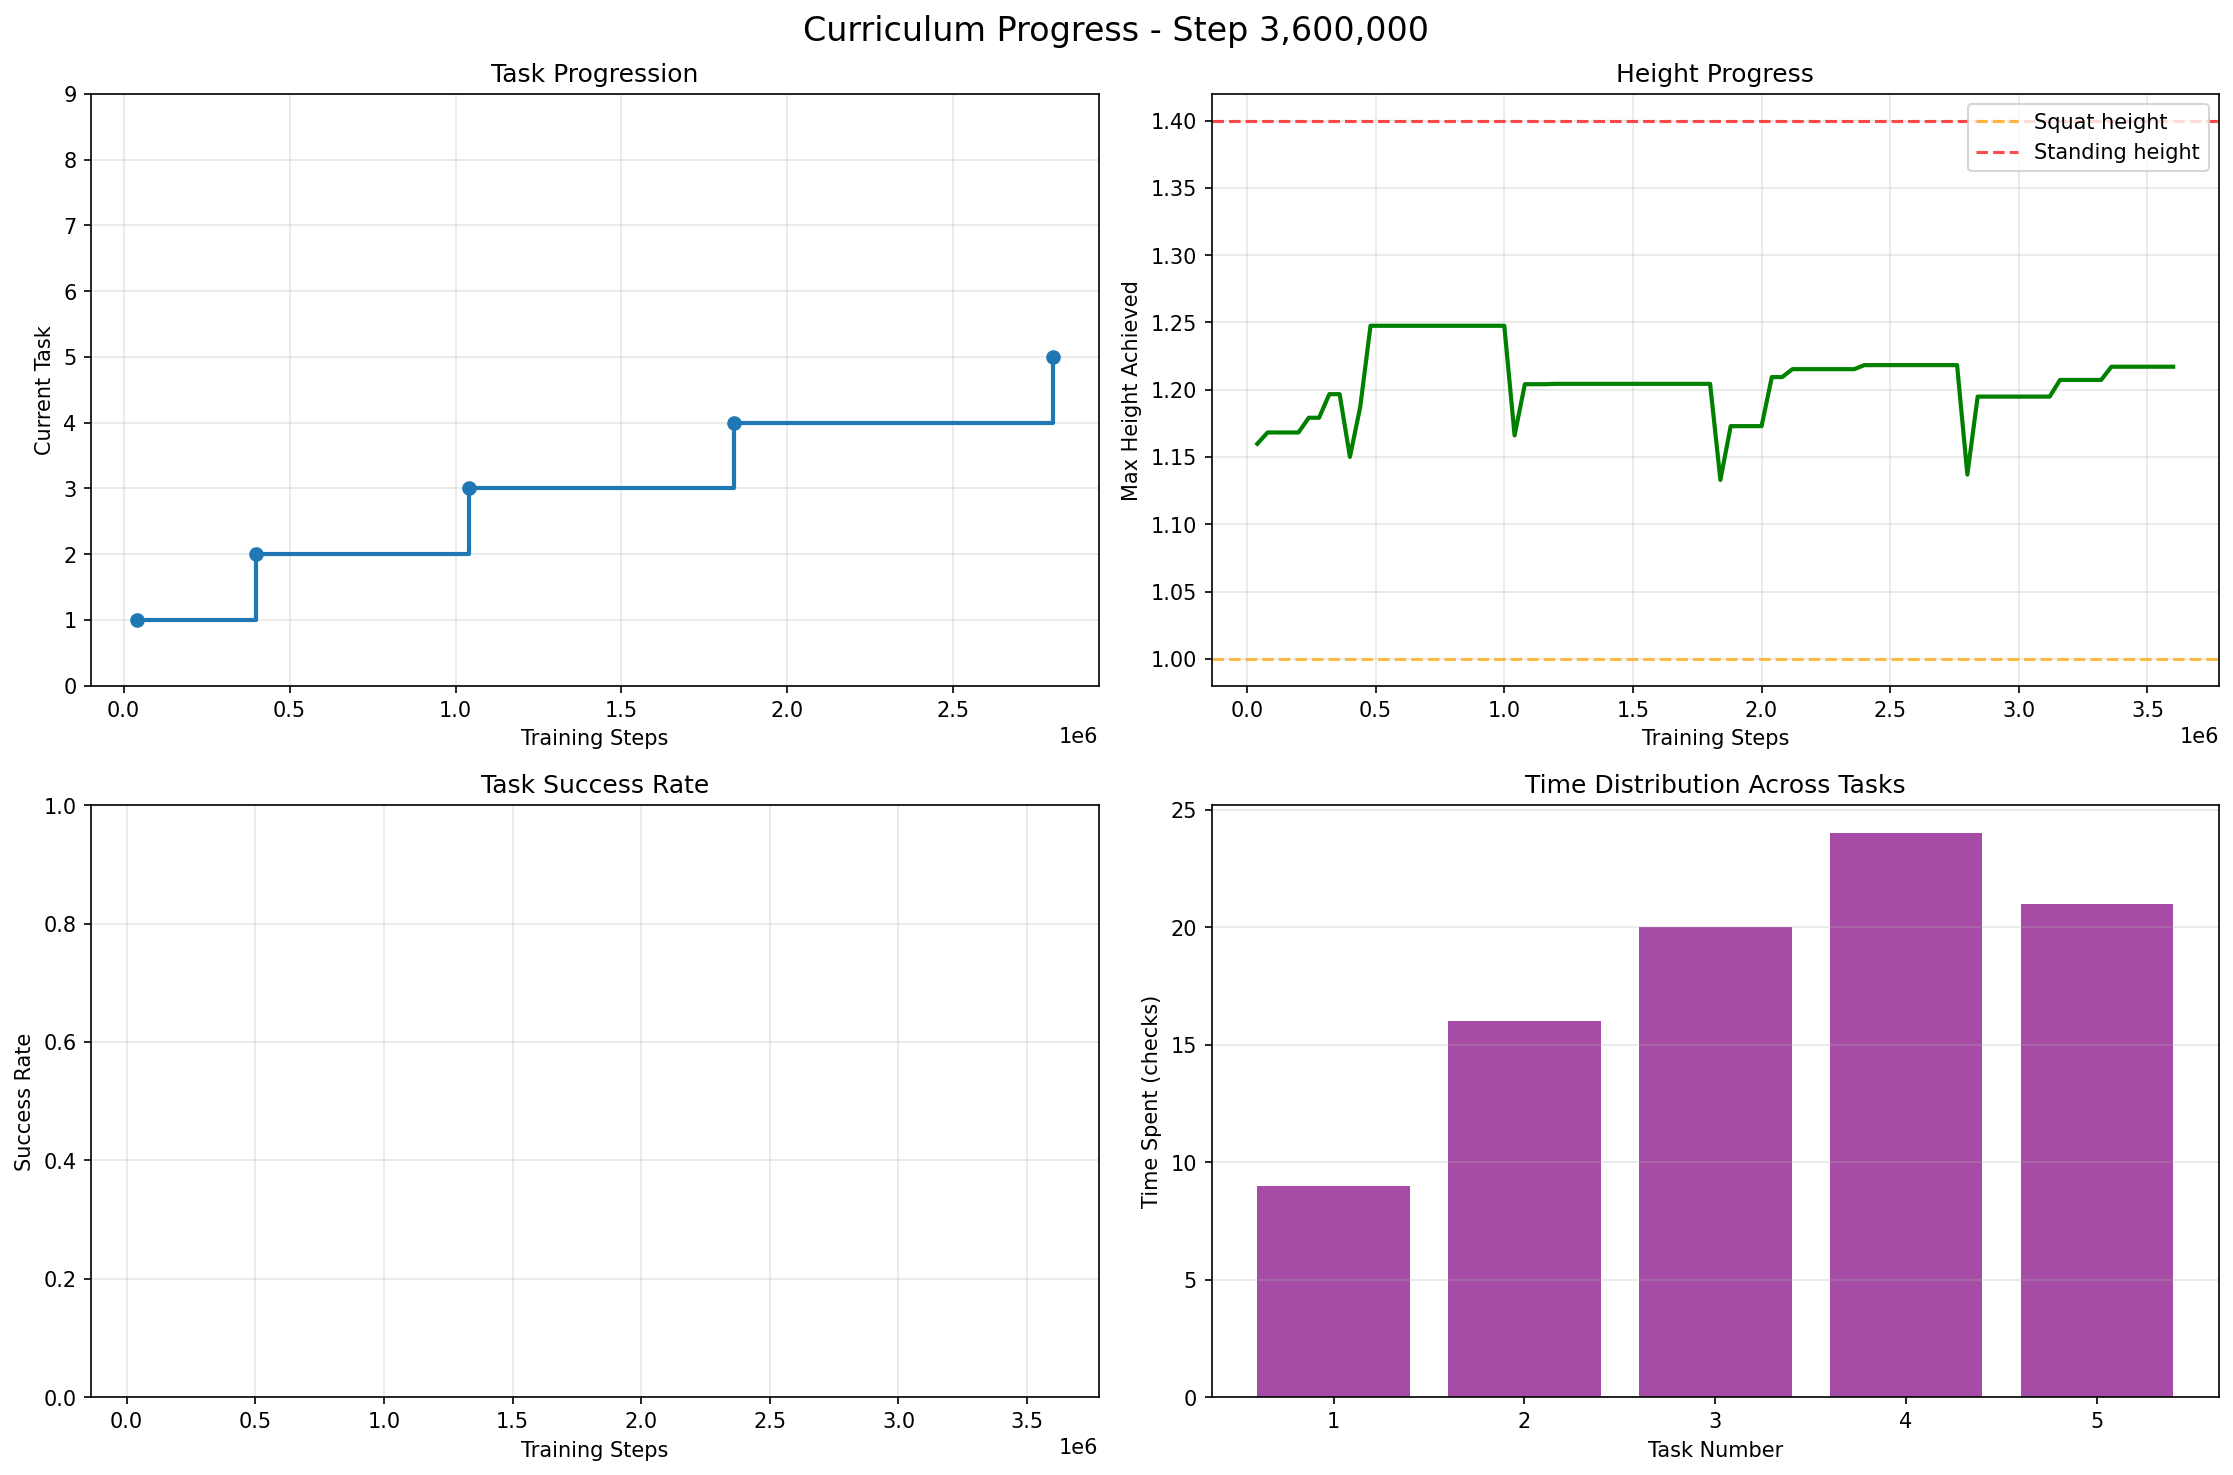 Curriculum Progress - Step 3,600,000
Task Progression
Current Task
9
8
7
6
5
4
3
2
1
0
0.0 0.5 1.0 1.5 2.0 2.5
1e6
Training Steps
Height Progress
Max Height Achieved
1.40
1.35
1.30
1.25
1.20
1.15
1.10
1.05
1.00
Squat height
Standing height
0.0 0.5 1.0 1.5 2.0 2.5 3.0 3.5
1e6
Training Steps
Task Success Rate
Success Rate
1.0
0.8
0.6
0.4
0.2
0.0
0.0 0.5 1.0 1.5 2.0 2.5 3.0 3.5
1e6
Training Steps
Time Distribution Across Tasks
Time Spent (checks)
25
20
15
10
5
0
1 2 3 4 5
Task Number